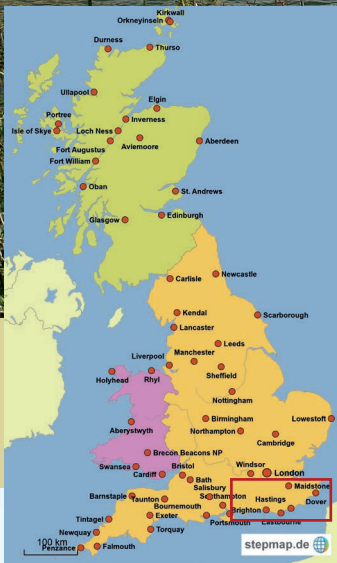 Kirkwall
Orkneyinseln
Durness
Thurso
Ullapool
Elgin
Portree
Inverness
Isle of Skye
Loch Ness
Aberdeen
Fort Augustus
Aviemoore
Fort William
Oban
St. Andrews
Glasgow
Edinburgh
Carlisle
Newcastle
Kendal
Scarborough
Lancaster
Leeds
Liverpool
Manchester
Sheffield
Holyhead
Rhyl
Nottingham
Aberystwyth
Birmingham
Lowestoft
Northampton
Cambridge
Brecon Beacons NP
Swansea
Bristol
Windsor
London
Cardiff
Bath
Maidstone
Barnstaple
Taunton
Salisbury
Southampton
Hastings
Dover
Bournemouth
Brighton
Tintagel
Exeter
Portsmouth
Eastbourne
Newquay
Torquay
100 km
Penzance
Falmouth
stepmap.de